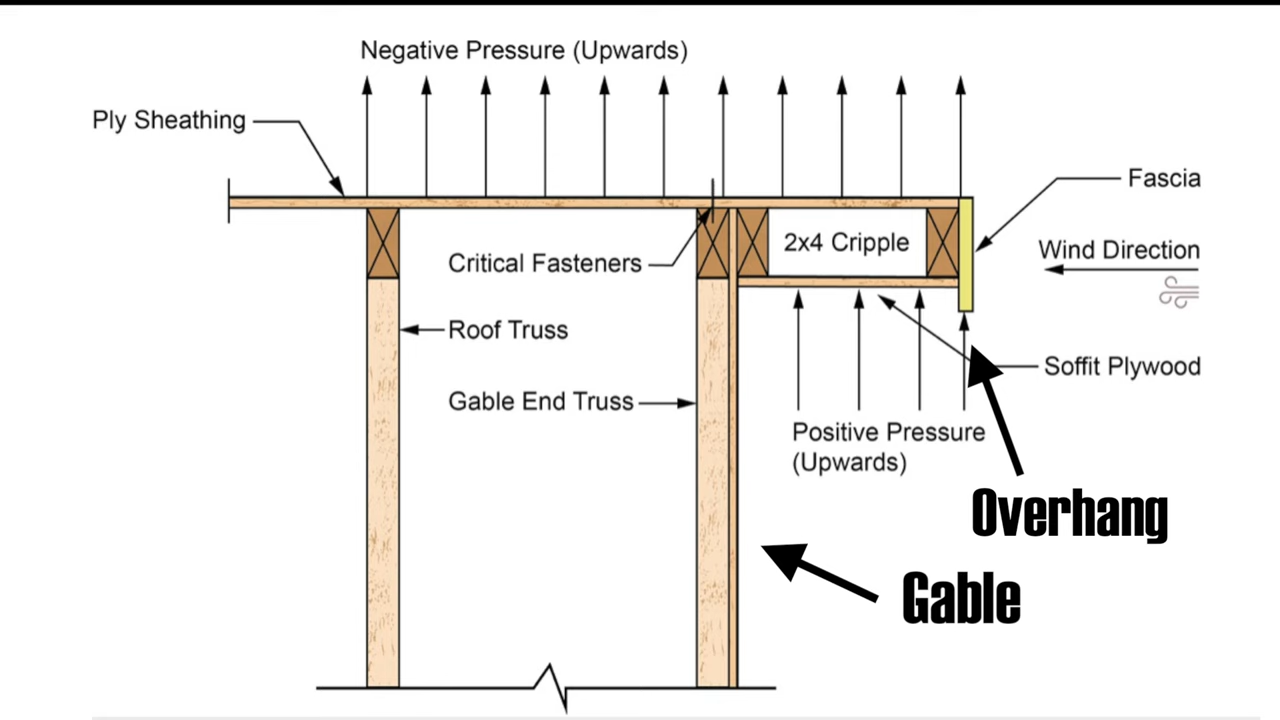 Negative Pressure (Upwards)
Ply Sheathing
Fascia
2x4 Cripple
Wind Direction
Critical Fasteners
Roof Truss
Soffit Plywood
Gable End Truss
Positive Pressure
(Upwards)
Overhang
Gable